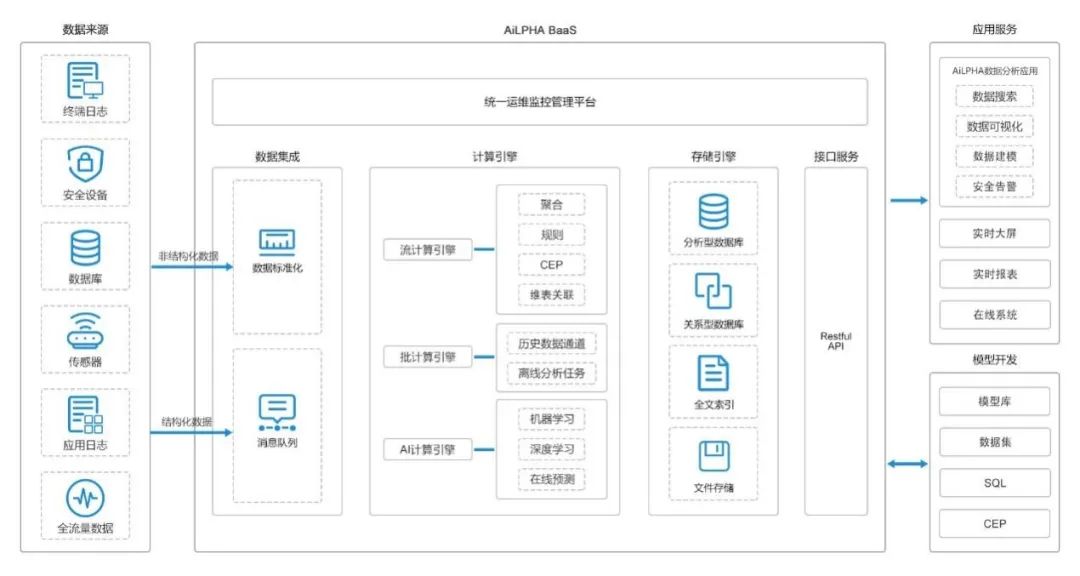 数据来源
终端日志
安全设备
数据库
传感器
应用日志
全流量数据
非结构化数据
结构化数据
AiLPHA BaaS
统一运维监控管理平台
数据集成
数据标准化
消息队列
计算引擎
流计算引擎
聚合
规则
CEP
维表关联
批计算引擎
历史数据通道
离线分析任务
AI计算引擎
机器学习
深度学习
在线预测
存储引擎
分析型数据库
关系型数据库
全文索引
文件存储
接口服务
Restful
API
应用服务
AiLPHA数据分析应用
数据搜索
数据可视化
数据建模
安全告警
实时大屏
实时报表
在线系统
模型开发
模型库
数据集
SQL
CEP